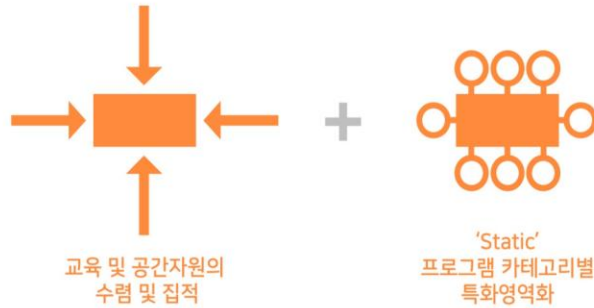 교육 및 공간자원의
수렴 및 집적
'Static'
프로그램 카테고리별
특화영역화